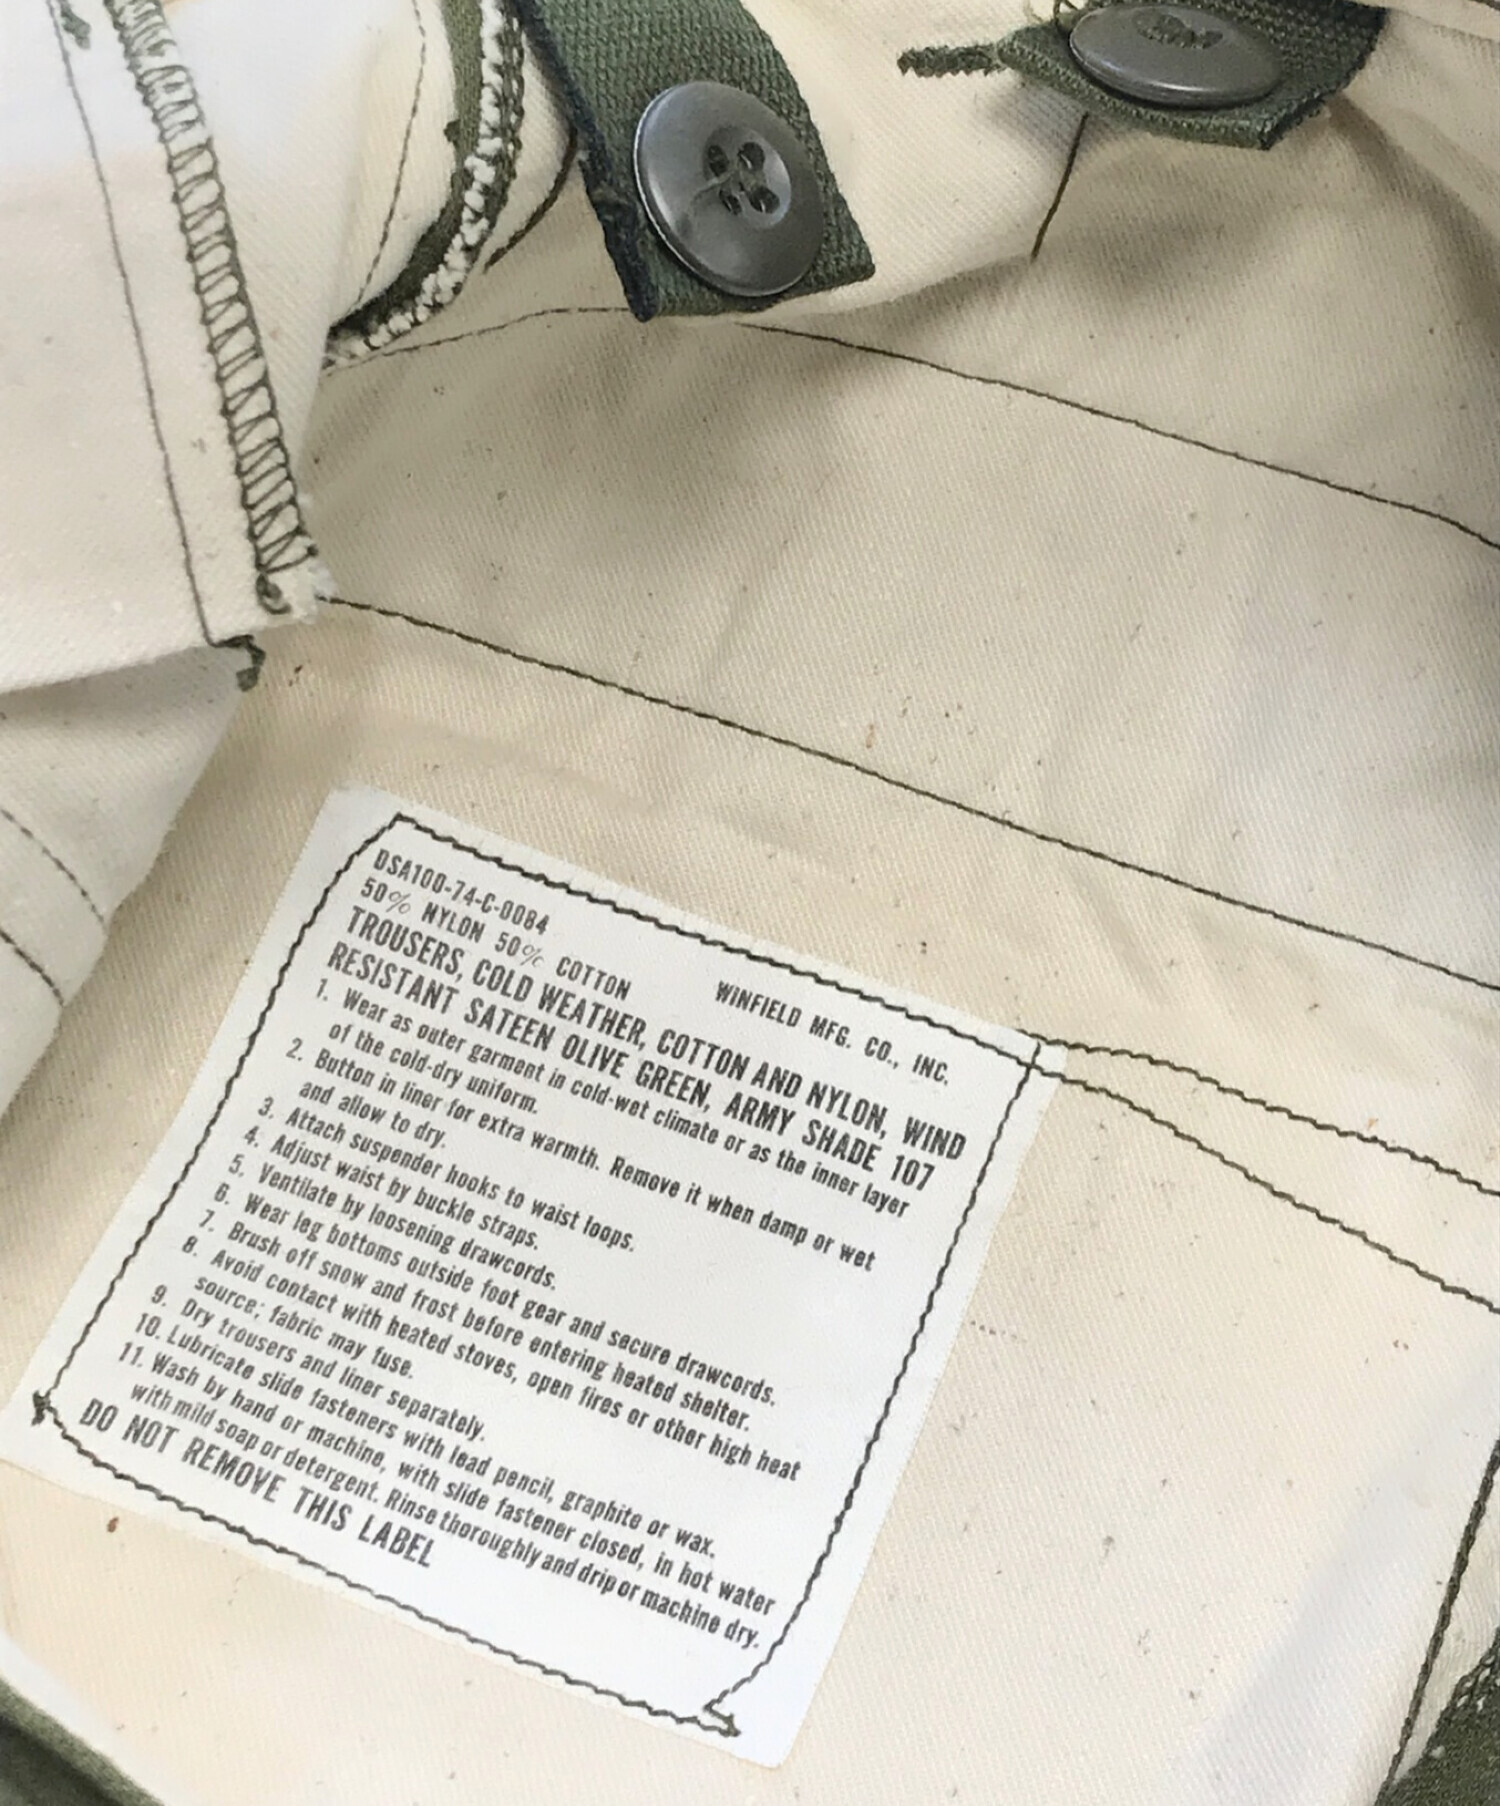 DSA100-74-C-0084
50% NYLON 50% COTTON WINFIELD MFG. CO., INC.
TROUSERS, COLD WEATHER, COTTON AND NYLON, WIND
RESISTANT SATEEN OLIVE GREEN, ARMY SHADE 107
1. Wear as outer garment in cold-wet climate or as the inner layer
of the cold-dry uniform.
2. Button in liner for extra warmth. Remove it when damp or wet
and allow to dry.
3. Attach suspender hooks to waist loops.
4. Adjust waist by buckle straps.
5. Ventilate by loosening drawcords.
6. Wear leg bottoms outside foot gear and secure drawcords.
7. Brush off snow and frost before entering heated shelter.
8. Avoid contact with heated stoves, open fires or other high heat
source; fabric may fuse.
9. Dry trousers and liner separately.
10. Lubricate slide fasteners with lead pencil, graphite or wax.
11. Wash by hand or machine, with slide fastener closed, in hot water
with mild soap or detergent. Rinse thoroughly and drip or machine dry.
DO NOT REMOVE THIS LABEL